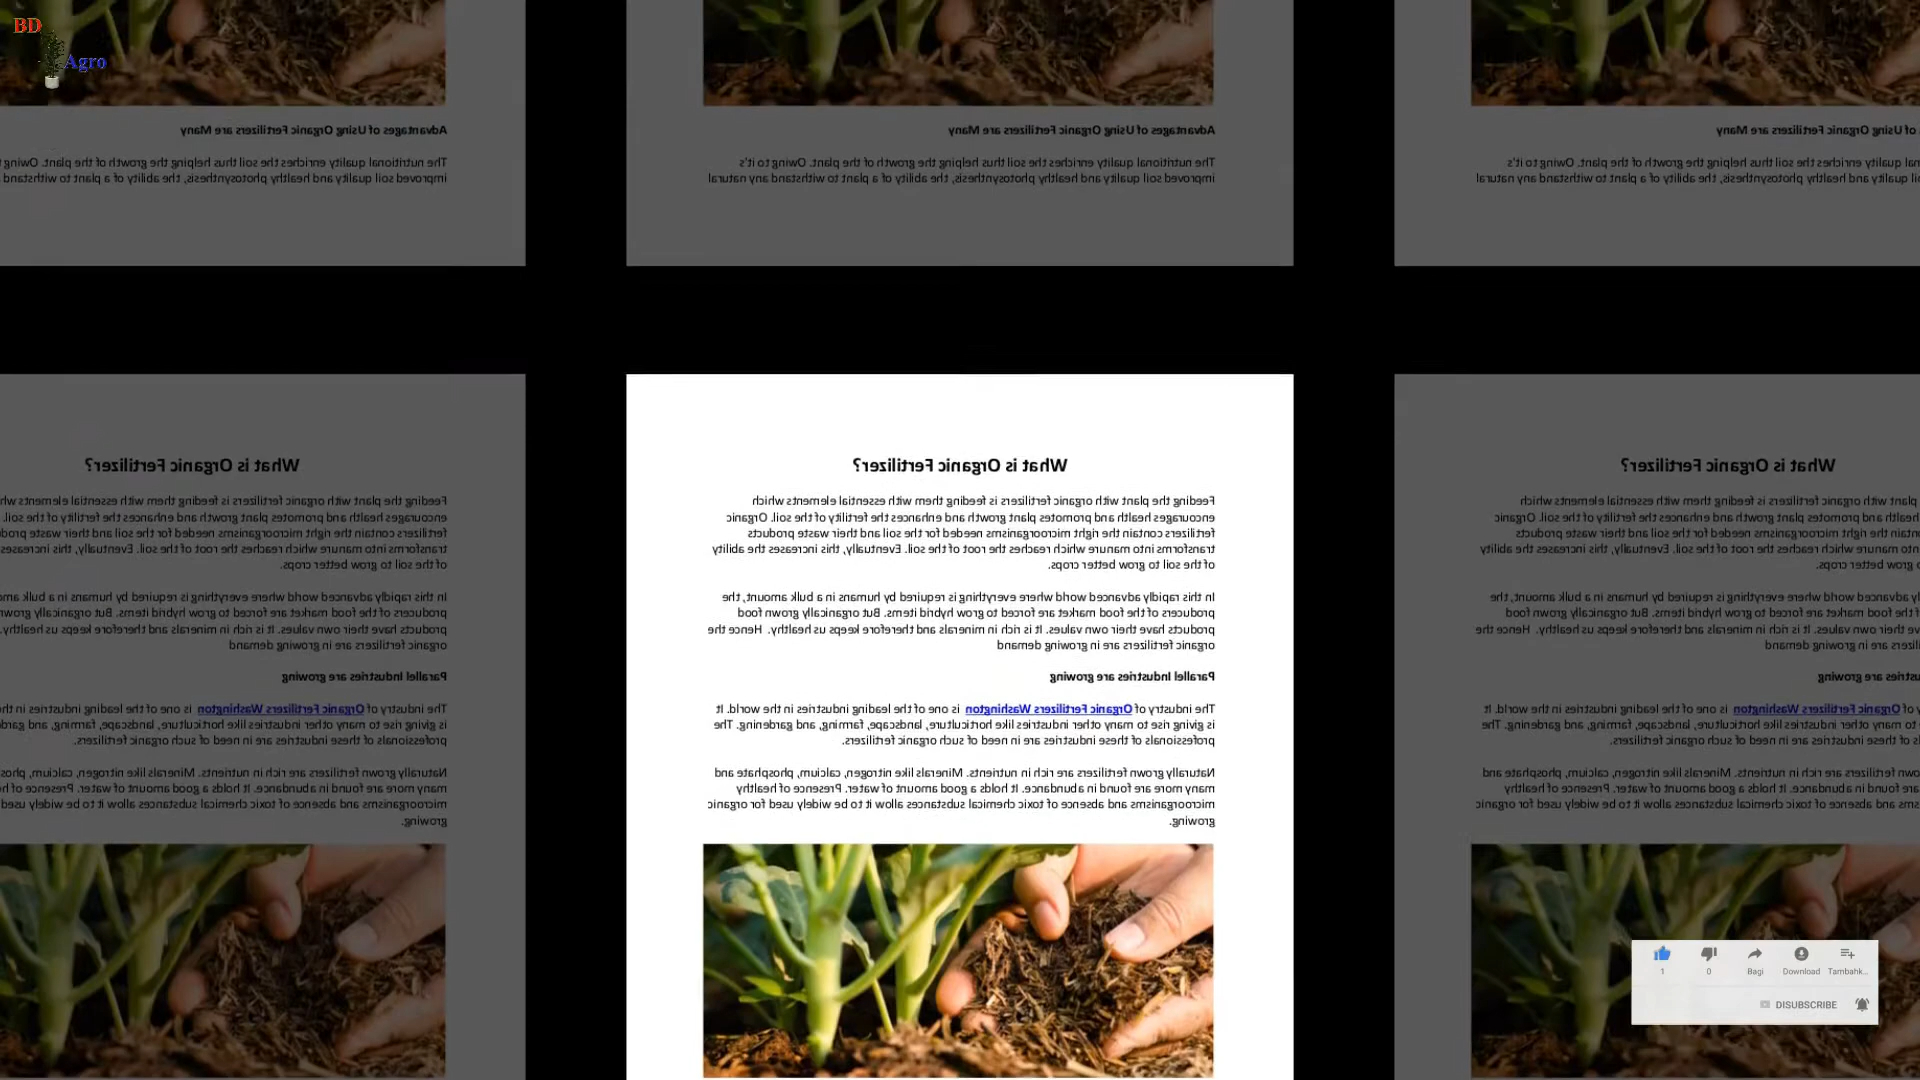 BD
Agro
Advantages of Using Organic Fertilizers are Many
The nutritional quality enriches the soil thus helping the growth of the plant. Owing to it's
improved soil quality and healthy photosynthesis, the ability of a plant to withstand any natural
What is Organic Fertilizer?
Feeding the plant with organic fertilizers is feeding them with essential elements which
encourages health and promotes plant growth and enhances the fertility of the soil. Organic
fertilizers contain the right microorganisms needed for the soil and their waste products
transforms into manure which reaches the root of the soil. Eventually, this increases the ability
of the soil to grow better crops.
In this rapidly advanced world where everything is required by humans in a bulk amount, the
producers of the food market are forced to grow hybrid items. But organically grown food
products have their own values. It is rich in minerals and therefore keeps us healthy. Hence the
organic fertilizers are in growing demand
Parallel Industries are growing
The industry of Organic Fertilizers Washington is one of the leading industries in the world. It
is giving rise to many other industries like horticulture, landscape, farming, and gardening. The
professionals of these industries are in need of such organic fertilizers.
Naturally grown fertilizers are rich in nutrients. Minerals like nitrogen, calcium, phosphate and
many more are found in abundance. It holds a good amount of water. Presence of healthy
microorganisms and absence of toxic chemical substances allow it to be widely used for organic
growing.
1 0 Bagi Download Tambahk...
DISUBSCRIBE